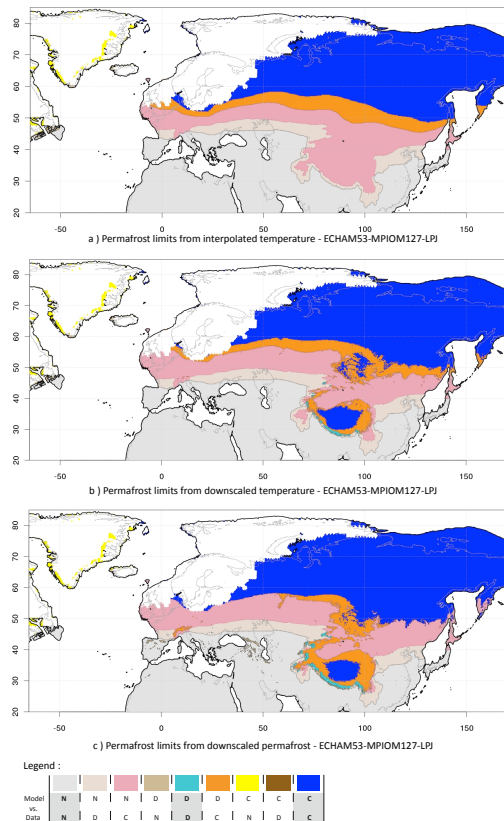 80
70
60
50
40
30
20
-50 0 50 100 150
a ) Permafrost limits from interpolated temperature - ECHAM53-MPIOM127-LPJ
80
70
60
50
40
30
20
-50 0 50 100 150
b ) Permafrost limits from downscaled temperature - ECHAM53-MPIOM127-LPJ
80
70
60
50
40
30
20
-50 0 50 100 150
c ) Permafrost limits from downscaled permafrost - ECHAM53-MPIOM127-LPJ
Legend :
Model N N N D D D C C C
vs.
Data N D C N D C N D C